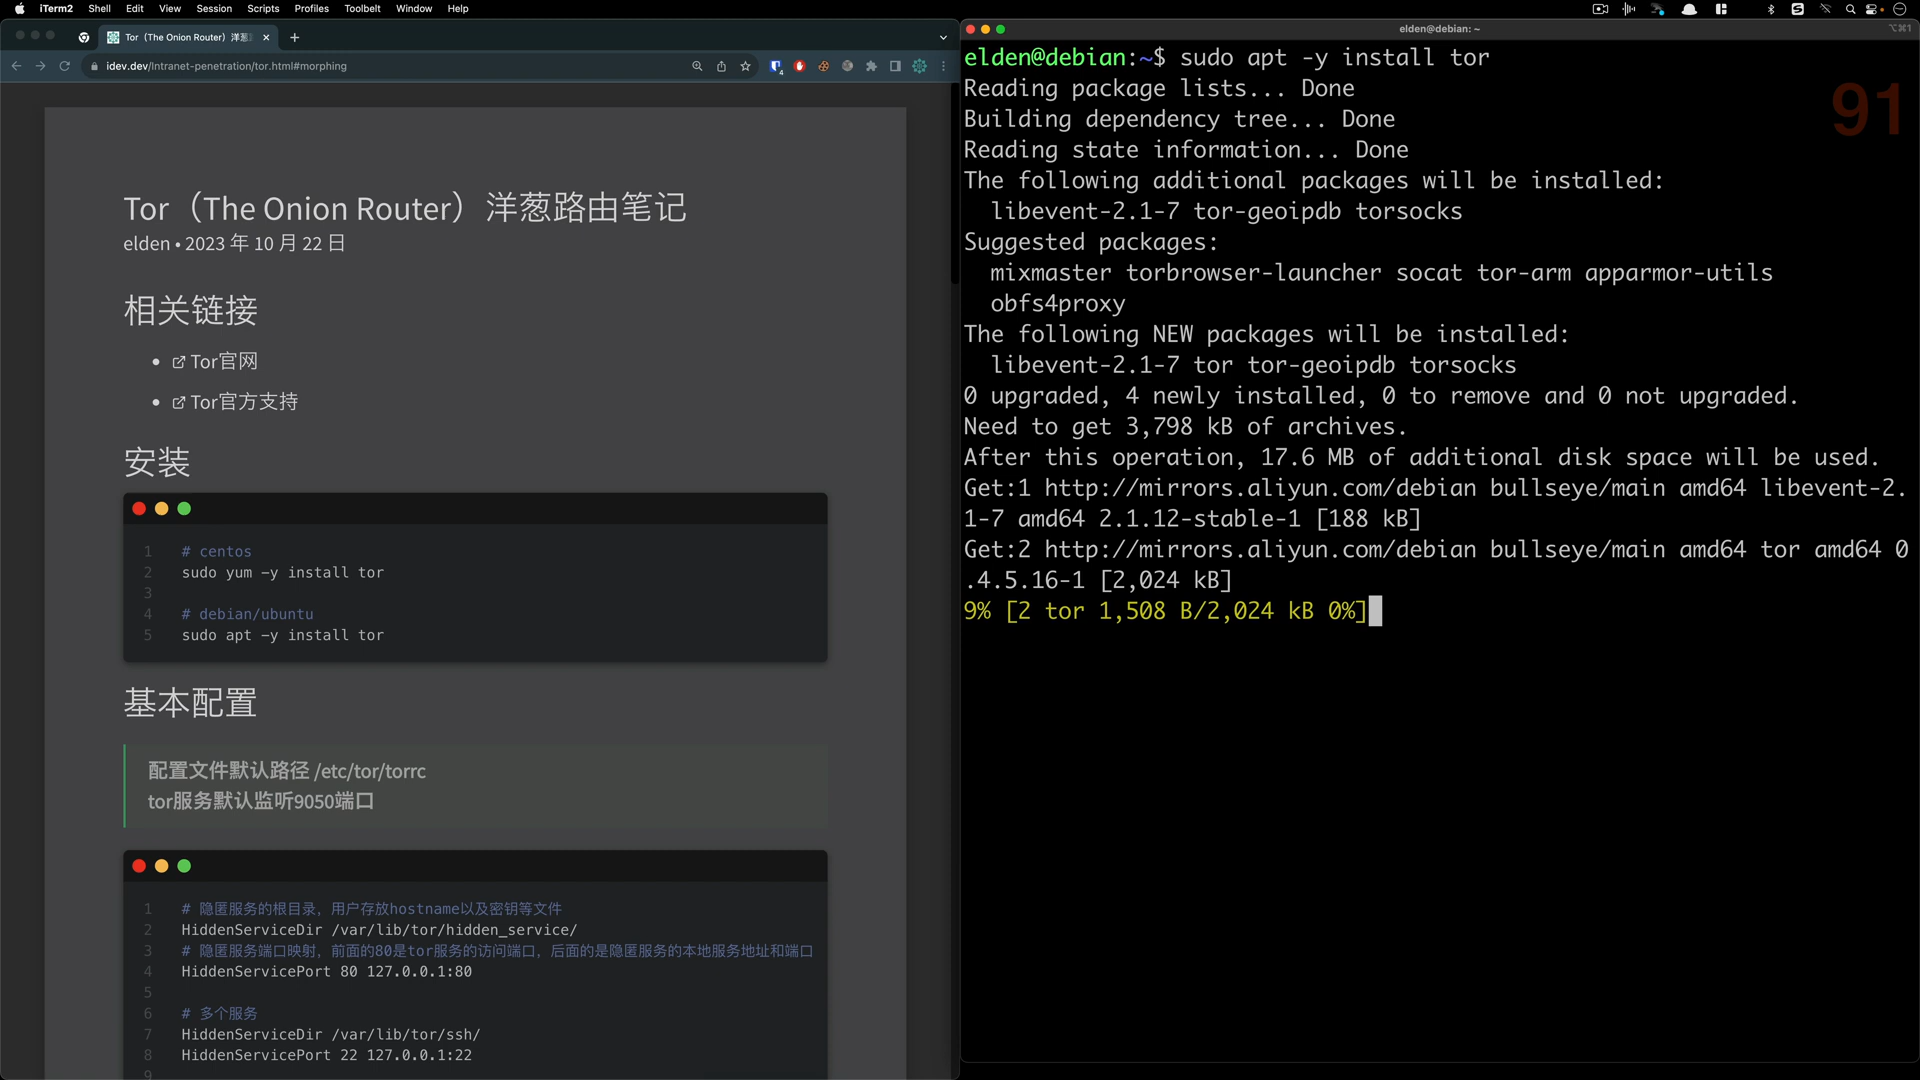 iTerm2 Shell Edit View Session Scripts Profiles Toolbelt Window Help
Tor（The Onion Router）洋葱
idev.dev/Intranet-penetration/tor.html#morphing
Tor（The Onion Router）洋葱路由笔记
elden • 2023 年 10 月 22 日
相关链接
Tor官网
Tor官方支持
安装
1 # centos
2 sudo yum -y install tor
3
4 # debian/ubuntu
5 sudo apt -y install tor
基本配置
配置文件默认路径 /etc/tor/torrc
tor服务默认监听9050端口
1 # 隐匿服务的根目录，用户存放hostname以及密钥等文件
2 HiddenServiceDir /var/lib/tor/hidden_service/
3 # 隐匿服务端口映射，前面的80是tor服务的访问端口，后面的是隐匿服务的本地服务地址和端口
4 HiddenServicePort 80 127.0.0.1:80
5
6 # 多个服务
7 HiddenServiceDir /var/lib/tor/ssh/
8 HiddenServicePort 22 127.0.0.1:22
9
elden@debian: ~
⌥⌘1
91
elden@debian:~$ sudo apt -y install tor
Reading package lists... Done
Building dependency tree... Done
Reading state information... Done
The following additional packages will be installed:
libevent-2.1-7 tor-geoipdb torsocks
Suggested packages:
mixmaster torbrowser-launcher socat tor-arm apparmor-utils
obfs4proxy
The following NEW packages will be installed:
libevent-2.1-7 tor tor-geoipdb torsocks
0 upgraded, 4 newly installed, 0 to remove and 0 not upgraded.
Need to get 3,798 kB of archives.
After this operation, 17.6 MB of additional disk space will be used.
Get:1 http://mirrors.aliyun.com/debian bullseye/main amd64 libevent-2.
1-7 amd64 2.1.12-stable-1 [188 kB]
Get:2 http://mirrors.aliyun.com/debian bullseye/main amd64 tor amd64 0
.4.5.16-1 [2,024 kB]
9% [2 tor 1,508 B/2,024 kB 0%]